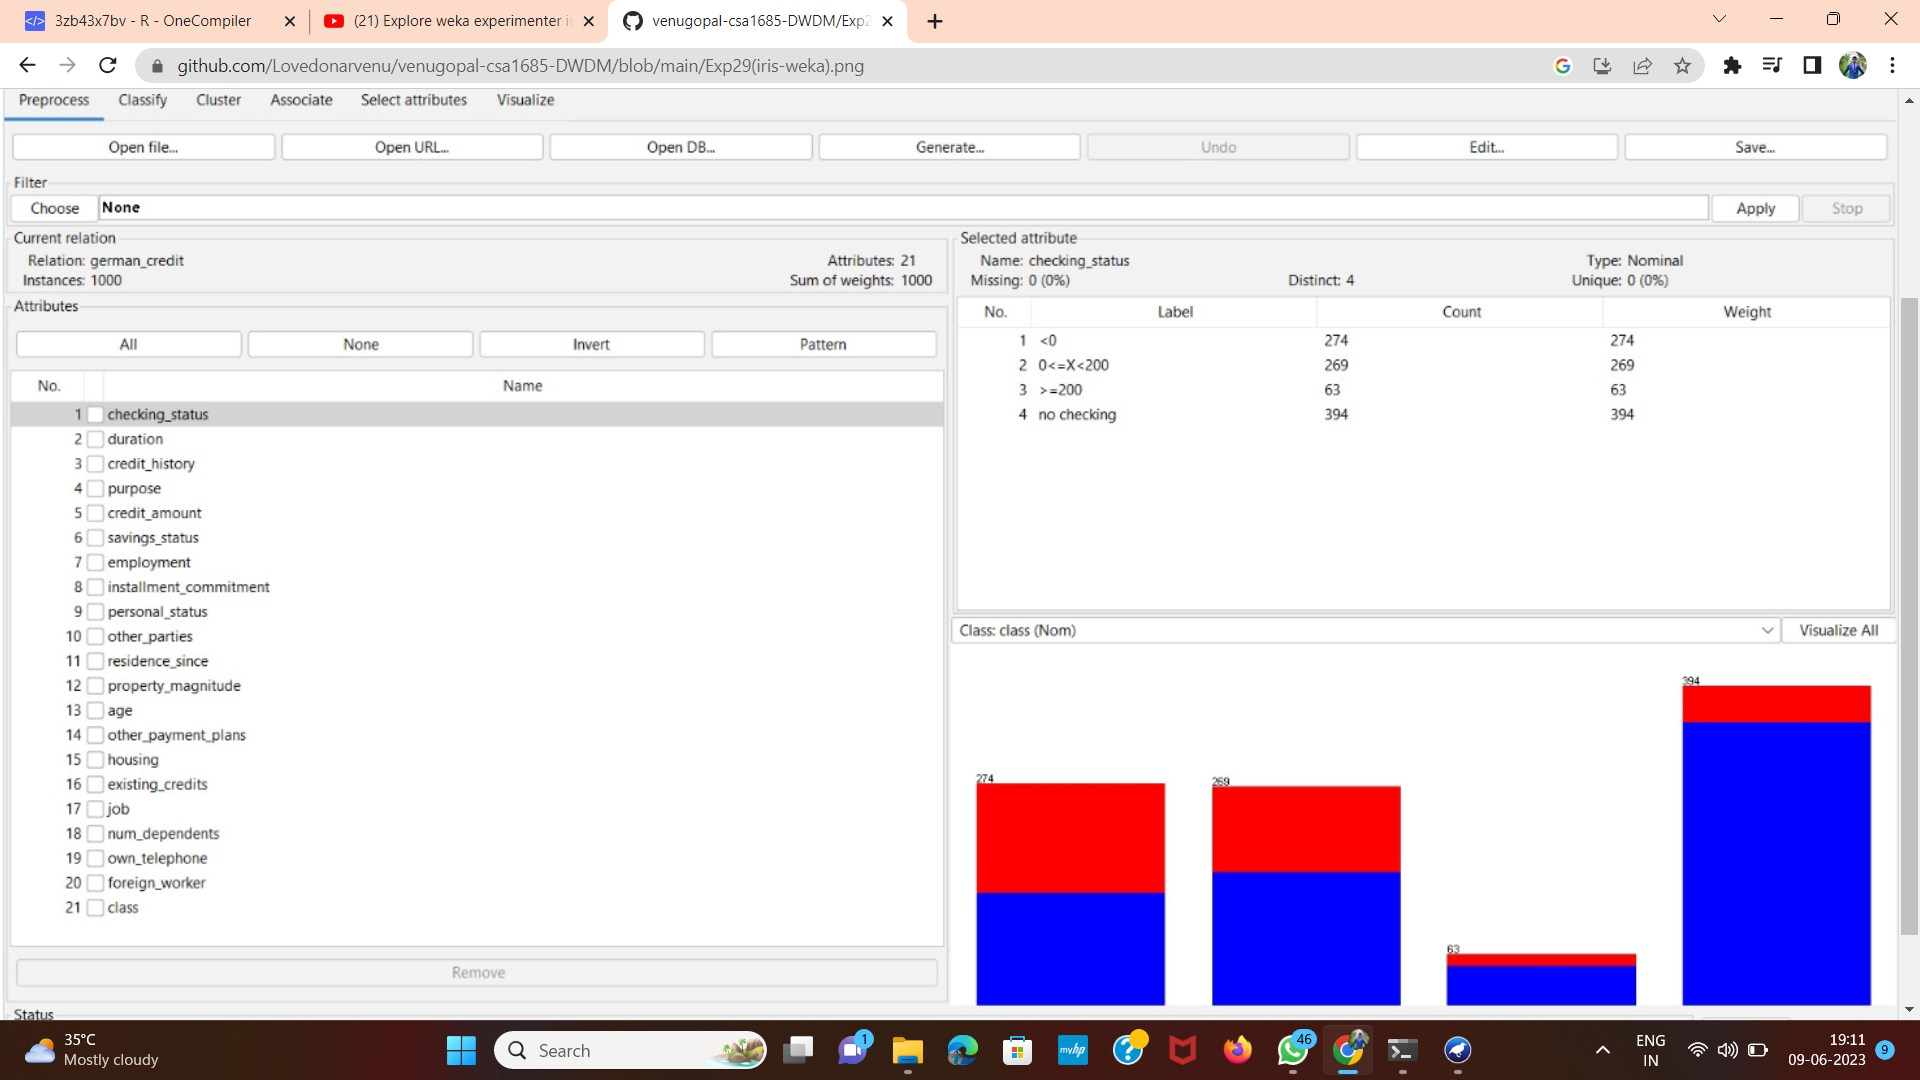 3zb43x7bv - R - OneCompiler
(21) Explore weka experimenter i
venugopal-csa1685-DWDM/Exp2
github.com/Lovedonarvenu/venugopal-csa1685-DWDM/blob/main/Exp29(iris-weka).png
Preprocess Classify Cluster Associate Select attributes Visualize
Open file... Open URL... Open DB... Generate... Undo Edit... Save...
Filter
Choose None Apply Stop
Current relation
Relation: german_credit Attributes: 21
Instances: 1000 Sum of weights: 1000
Attributes
All None Invert Pattern
No. Name
1 checking_status
2 duration
3 credit_history
4 purpose
5 credit_amount
6 savings_status
7 employment
8 installment_commitment
9 personal_status
10 other_parties
11 residence_since
12 property_magnitude
13 age
14 other_payment_plans
15 housing
16 existing_credits
17 job
18 num_dependents
19 own_telephone
20 foreign_worker
21 class
Remove
Status
Selected attribute
Name: checking_status Type: Nominal
Missing: 0 (0%) Distinct: 4 Unique: 0 (0%)
No. Label Count Weight
1 <0 274 274
2 0<=X<200 269 269
3 >=200 63 63
4 no checking 394 394
Class: class (Nom) Visualize All
394
274
269
63
35°C
Mostly cloudy
Search
1
myhp
46
ENG
IN
19:11
09-06-2023
9